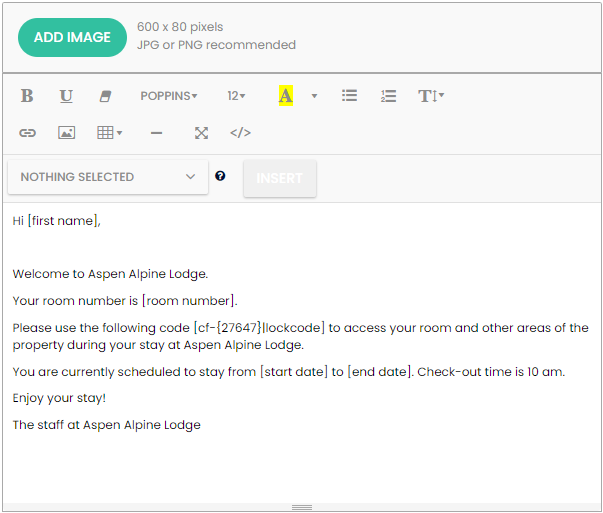 ADD IMAGE
600 x 80 pixels
JPG or PNG recommended
B U POPPINS 12 A T
</>
NOTHING SELECTED ? INSERT
Hi [first name],
Welcome to Aspen Alpine Lodge.
Your room number is [room number].
Please use the following code [cf-{27647}|lockcode] to access your room and other areas of the
property during your stay at Aspen Alpine Lodge.
You are currently scheduled to stay from [start date] to [end date]. Check-out time is 10 am.
Enjoy your stay!
The staff at Aspen Alpine Lodge